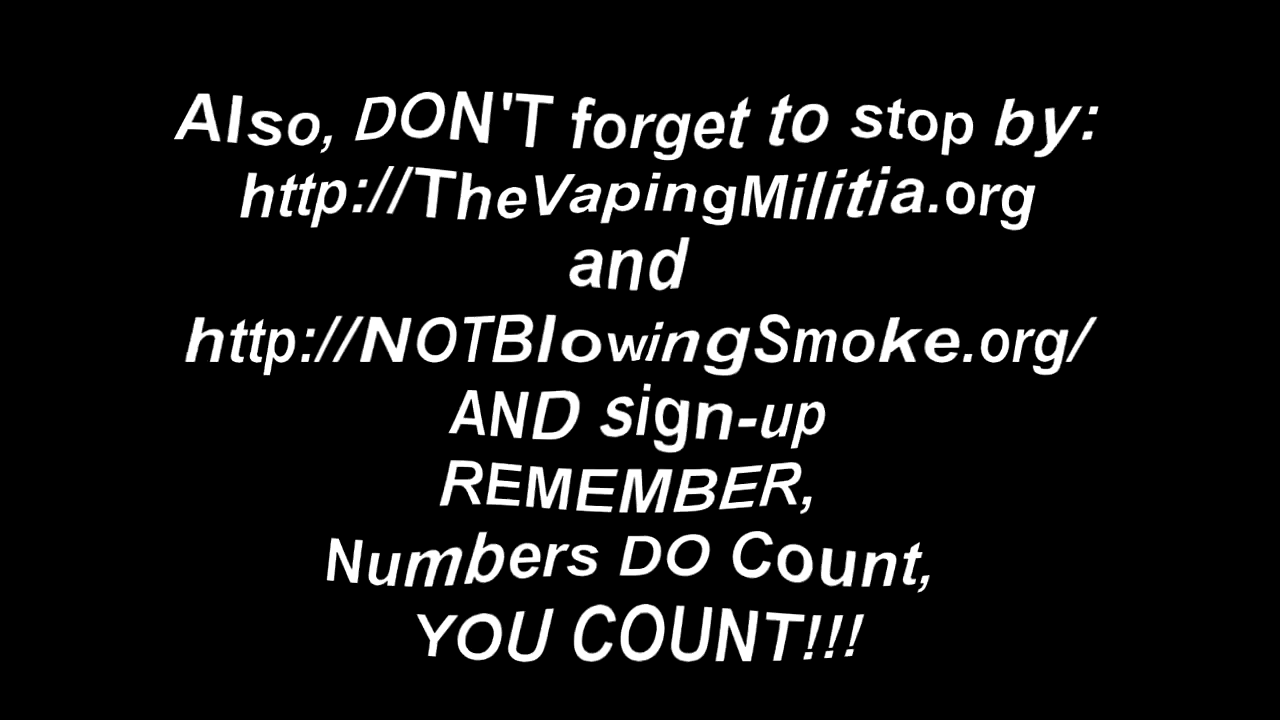 Also, DON'T forget to stop by:
http://TheVapingMilitia.org
and
http://NOTBlowingSmoke.org/
AND sign-up
REMEMBER,
Numbers DO Count,
YOU COUNT!!!